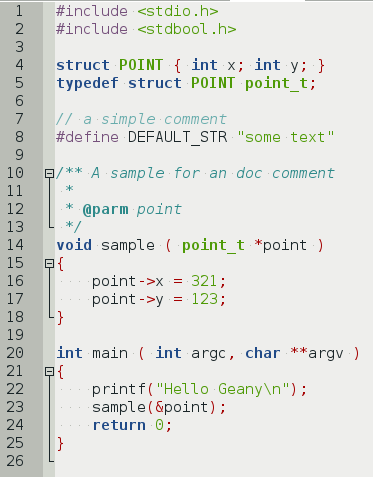 1 #include <stdio.h>
2 #include <stdbool.h>
3
4 struct POINT { int x; int y; }
5 typedef struct POINT point_t;
6
7 // a simple comment
8 #define DEFAULT_STR "some text"
9
10 /** A sample for an doc comment
11  *
12  * @parm point
13  */
14 void sample ( point_t *point )
15 {
16     point->x = 321;
17     point->y = 123;
18 }
19
20 int main ( int argc, char **argv )
21 {
22     printf("Hello Geany\n");
23     sample(&point);
24     return 0;
25 }
26